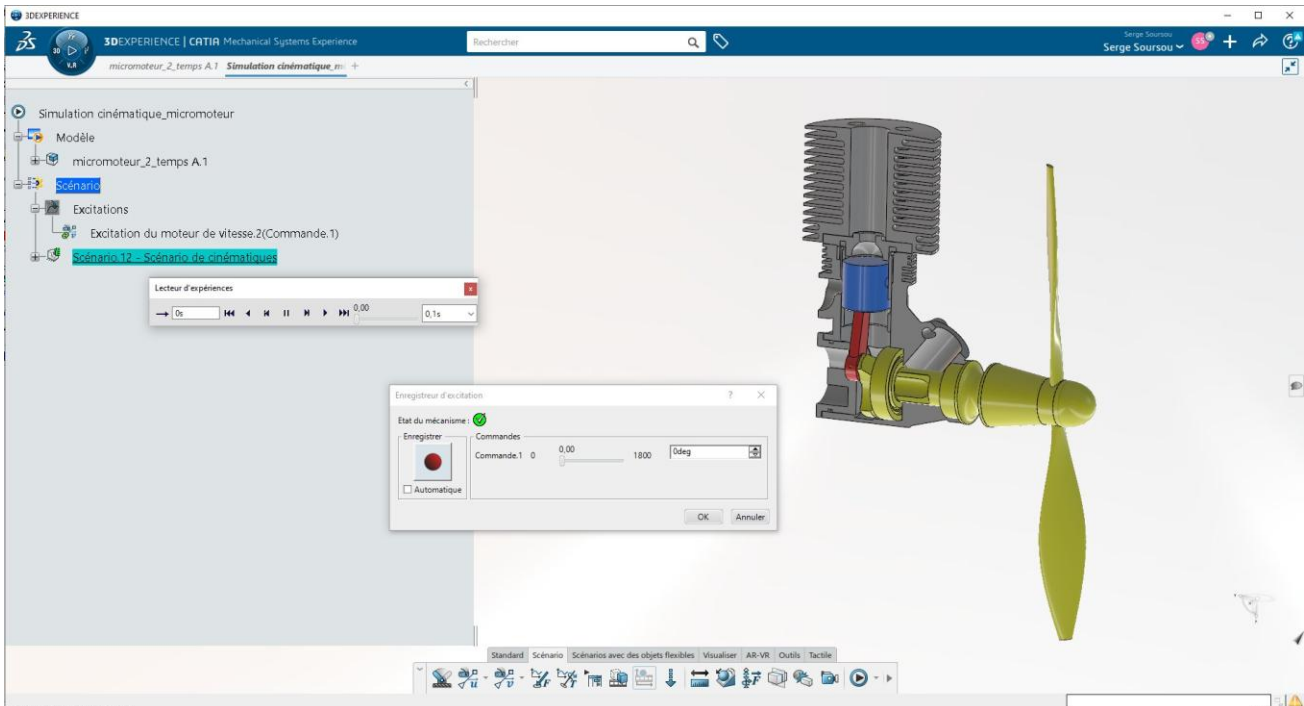 3DEXPERIENCE
3DEXPERIENCE | CATIA Mechanical Systems Experience
Rechercher
Serge Soursou
Serge Soursou
3D
V.R
micromoteur_2_temps A.1
Simulation cinématique_m
Simulation cinématique_micromoteur
Modèle
micromoteur_2_temps A.1
Scénario
Excitations
Excitation du moteur de vitesse.2(Commande.1)
Scénario.12 - Scénario de cinématiques
Lecteur d'expériences
0s
0,00
0,1s
Enregistreur d'excitation
Etat du mécanisme :
Enregistrer
Commandes
Commande.1 0 0,00 1800 0deg
Automatique
OK Annuler
Standard Scénario Scénarios avec des objets flexibles Visualiser AR-VR Outils Tactile